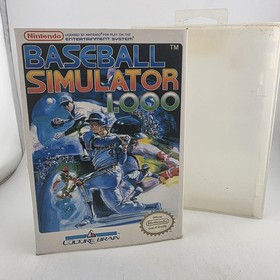 Nintendo
LICENSED BY NINTENDO FOR PLAY ON THE
ENTERTAINMENT SYSTEM
BASEBALL TM
SIMULATOR
1.000
CULTURE BRAIN